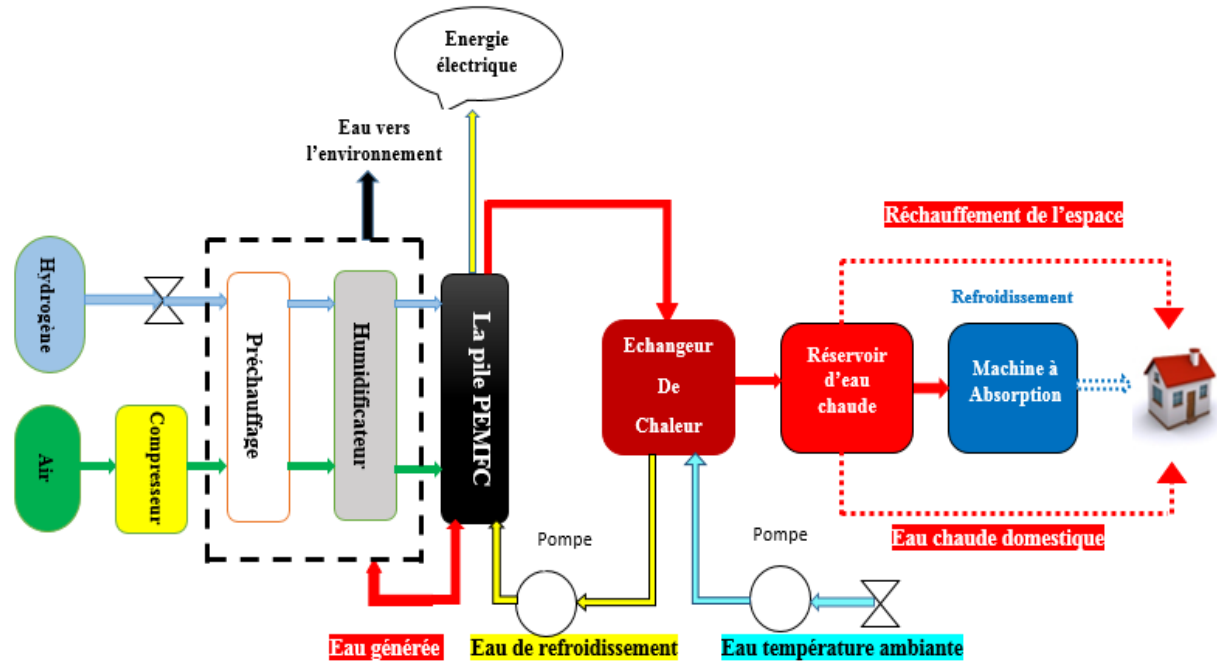 Energie
électrique
Eau vers
l'environnement
Réchauffement de l'espace
Hydrogène
Préchauffage
Humidificateur
La pile PEMFC
Refroidissement
Echangeur
De
Chaleur
Réservoir
d'eau
chaude
Machine à
Absorption
Air
Compresseur
Pompe
Pompe
Eau chaude domestique
Eau générée
Eau de refroidissement
Eau température ambiante